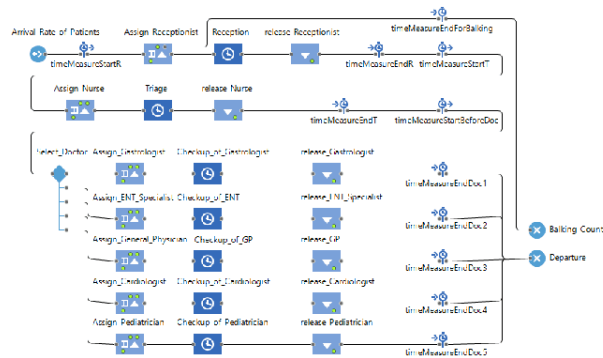 timeMeasureEndForBalking
Arrival Rate of Patients
Assign Receptionist
Reception
release Receptionist
timeMeasureStartR
timeMeasureEndR
timeMeasureStartT
Assign Nurse
Triage
release Nurse
timeMeasureEndT
timeMeasureStartBeforeDoc
Select_Doctor
Assign_Gastrologist
Checkup_of_Gastrologist
release_Gastrologist
timeMeasureEndDoc1
Assign_ENT_Specialist
Checkup_of_ENT
release_ENT_Specialist
timeMeasureEndDoc2
Balking Count
Assign_General_Physician
Checkup_of_GP
release_GP
Departure
timeMeasureEndDoc3
Assign_Cardiologist
Checkup_of_Cardiologist
release_Cardiologist
timeMeasureEndDoc4
Assign Pediatrician
Checkup of Pediatrician
release Pediatrician
timeMeasureEndDoc5